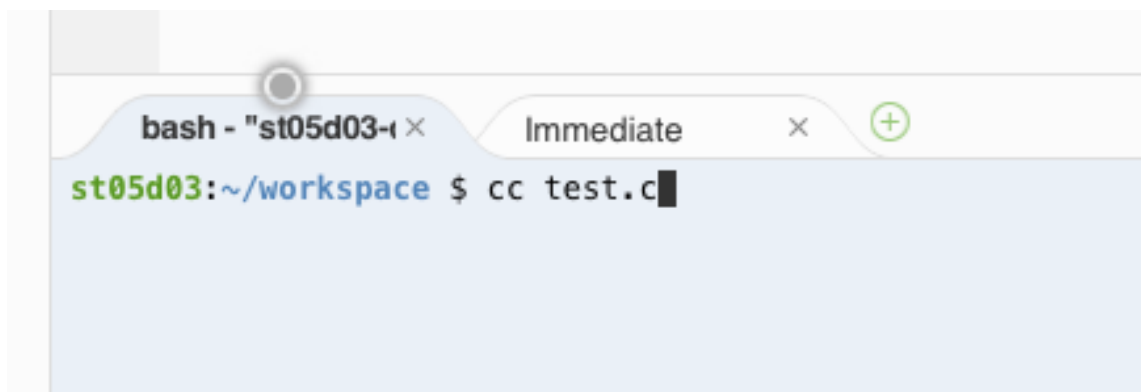 bash - "st05d03- Immediate
st05d03:~/workspace $ cc test.c